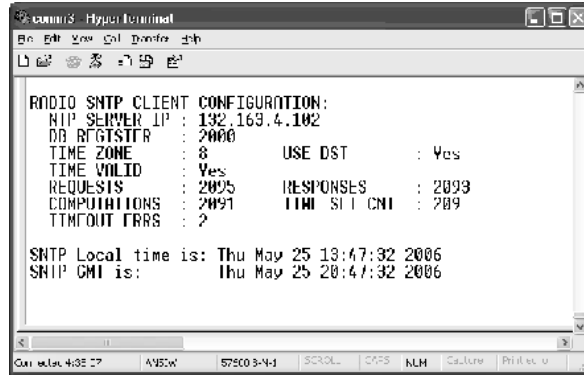 comm3 - HyperTerminal
File Edit View Call Transfer Help
RADIO SNTP CLIENT CONFIGURATION:
NTP SERVER IP : 132.163.4.102
DB REGISTER : 2000
TIME ZONE : 8 USE DST : Yes
TIME VALID : Yes
REQUESTS : 2095 RESPONSES : 2093
COMPUTATIONS : 2091 TIME SET CNT : 209
TIMEOUT ERRS : 2
SNTP Local time is: Thu May 25 13:47:32 2006
SNTP GMT is: Thu May 25 20:47:32 2006
Connected ANSIW 57600 8-N-1 SCROLL CAPS NUM Capture Print echo